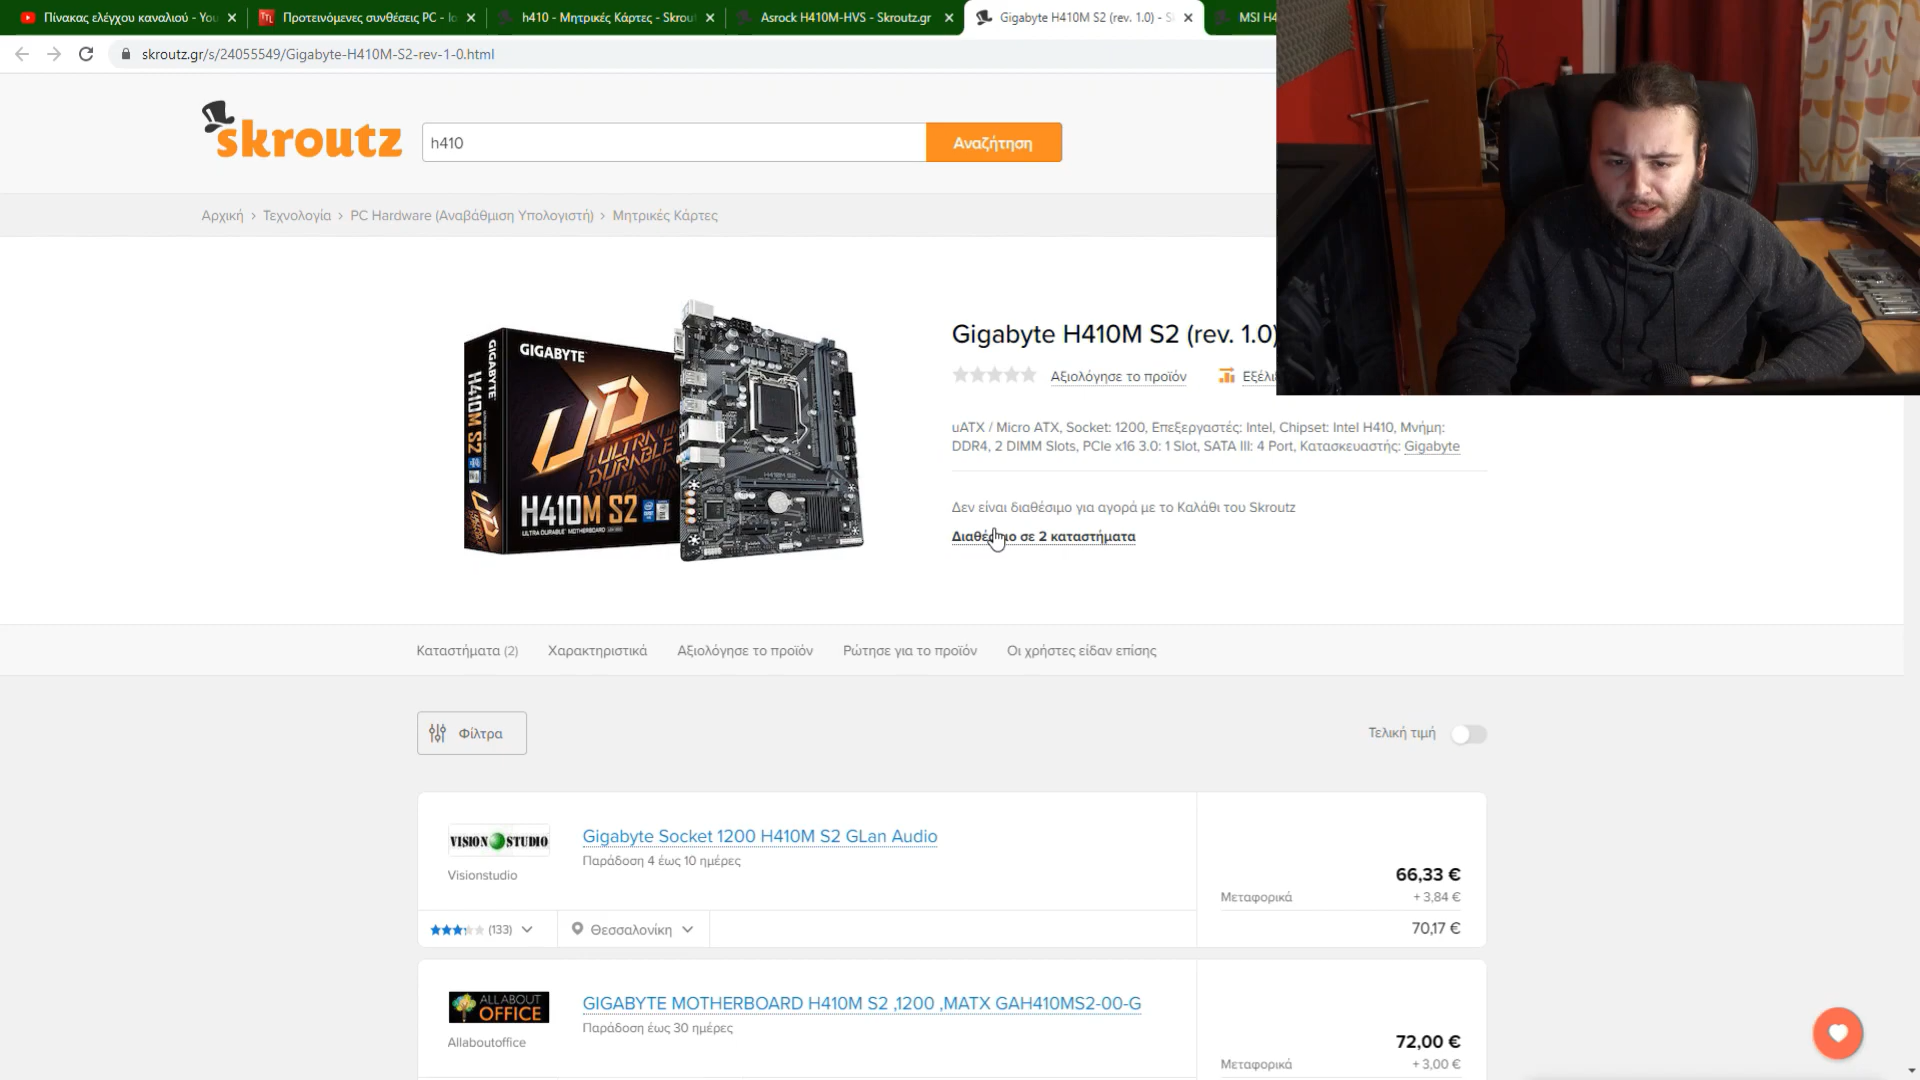 Πίνακας ελέγχου καναλιού - You
Προτεινόμενες συνθέσεις PC - Ιο
h410 - Μητρικές Κάρτες - Skrou
Asrock H410M-HVS - Skroutz.gr
Gigabyte H410M S2 (rev. 1.0) - S
MSI H4
skroutz.gr/s/24055549/Gigabyte-H410M-S2-rev-1-0.html
skroutz
h410
Αναζήτηση
Αρχική › Τεχνολογία › PC Hardware (Αναβάθμιση Υπολογιστή) › Μητρικές Κάρτες
GIGABYTE
GIGABYTE
H410M S2
ULTRA DURABLE
H410M S2
ULTRA DURABLE MOTHERBOARD
Gigabyte H410M S2 (rev. 1.0)
Αξιολόγησε το προϊόν
Εξέλι
uATX / Micro ATX, Socket: 1200, Επεξεργαστές: Intel, Chipset: Intel H410, Μνήμη:
DDR4, 2 DIMM Slots, PCIe x16 3.0: 1 Slot, SATA III: 4 Port, Κατασκευαστής: Gigabyte
Δεν είναι διαθέσιμο για αγορά με το Καλάθι του Skroutz
Διαθέσιμο σε 2 καταστήματα
Καταστήματα (2)
Χαρακτηριστικά
Αξιολόγησε το προϊόν
Ρώτησε για το προϊόν
Οι χρήστες είδαν επίσης
Φίλτρα
Τελική τιμή
VISION STUDIO
Visionstudio
Gigabyte Socket 1200 H410M S2 GLan Audio
Παράδοση 4 έως 10 ημέρες
66,33 €
Μεταφορικά + 3,84 €
70,17 €
(133)
Θεσσαλονίκη
ALL ABOUT
OFFICE
Allaboutoffice
GIGABYTE MOTHERBOARD H410M S2 ,1200 ,MATX GAH410MS2-00-G
Παράδοση έως 30 ημέρες
72,00 €
Μεταφορικά + 3,00 €